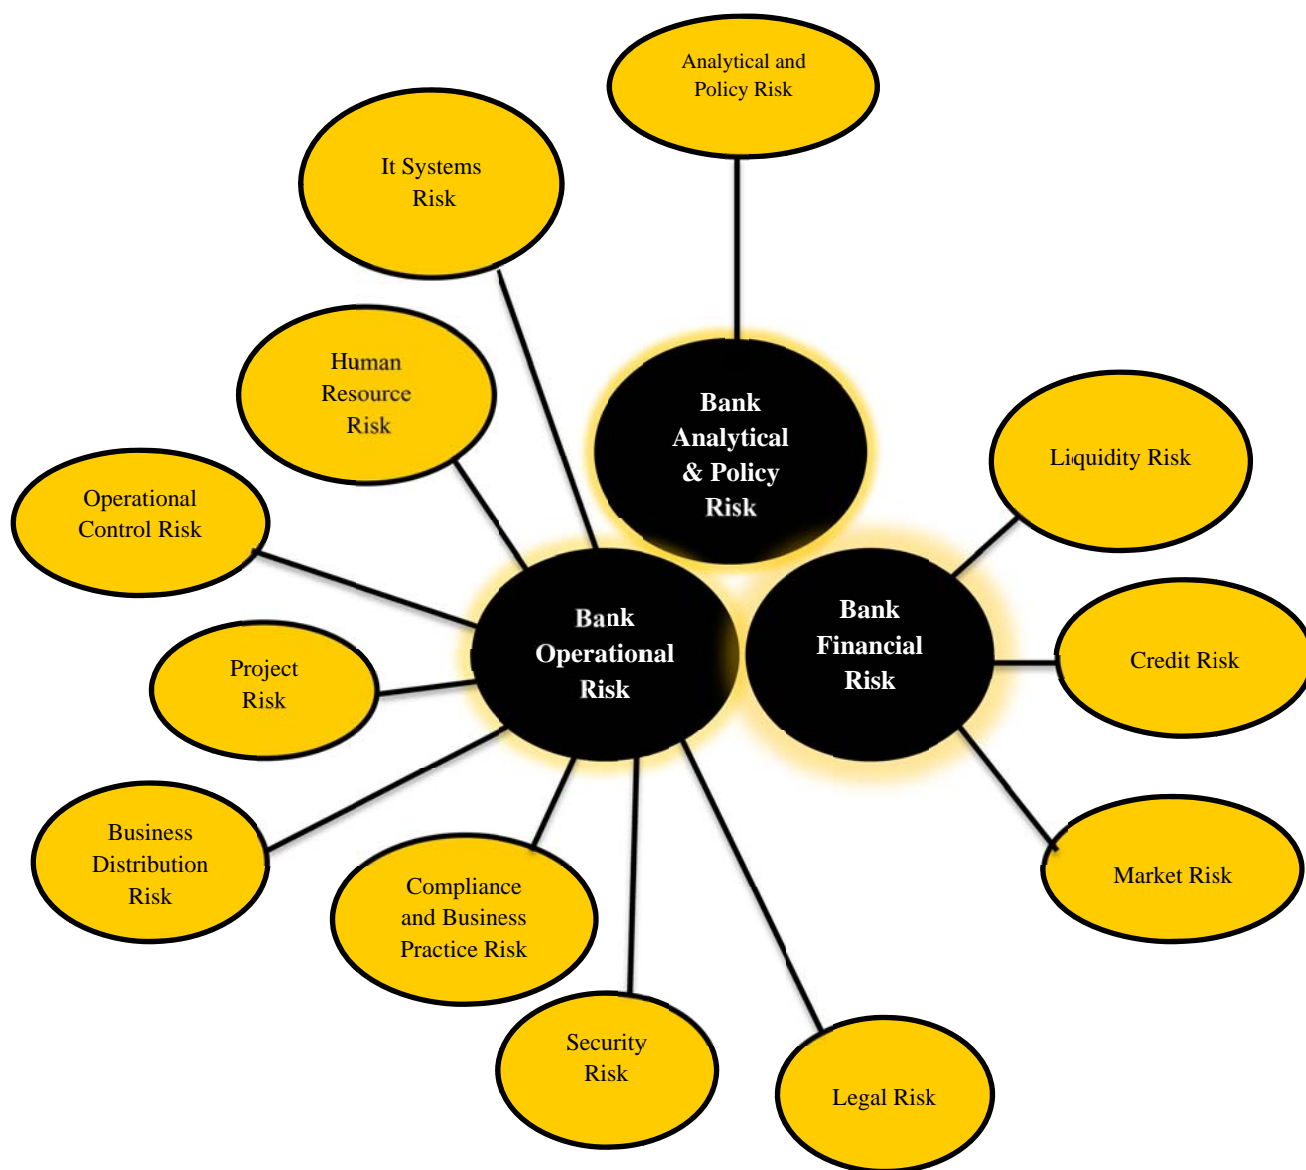 Analytical and
Policy Risk
It Systems
Risk
Human
Resource
Risk
Bank
Analytical
& Policy
Risk
Liquidity Risk
Operational
Control Risk
Bank
Operational
Risk
Bank
Financial
Risk
Credit Risk
Project
Risk
Business
Distribution
Risk
Compliance
and Business
Practice Risk
Market Risk
Security
Risk
Legal Risk